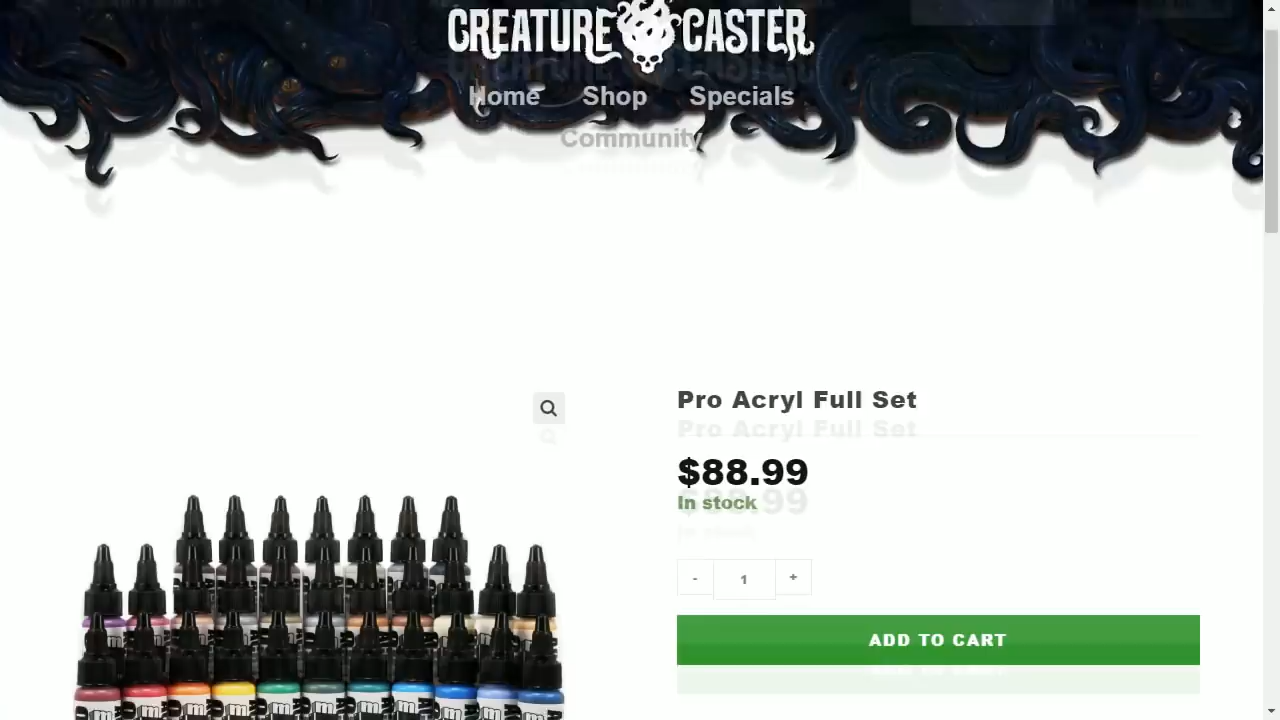 CREATURE CASTER
Home Shop Specials
Community
Pro Acryl Full Set
$88.99
In stock
- 1 +
ADD TO CART